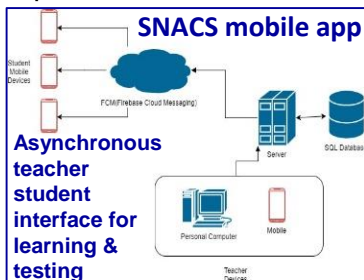 SNACS mobile app
Student
Mobile
Devices
FCM(Firebase Cloud Messaging)
Server
SQL Databas
Asynchronous
teacher
student
interface for
learning &
testing
Personal Computer
Mobile
Teacher
Devices